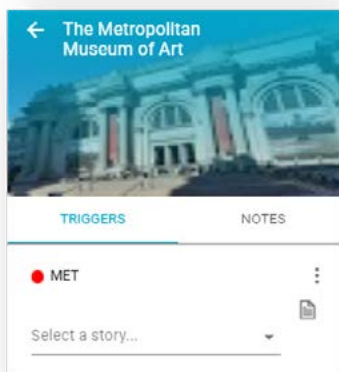 The Metropolitan
Museum of Art
TRIGGERS NOTES
MET
Select a story...